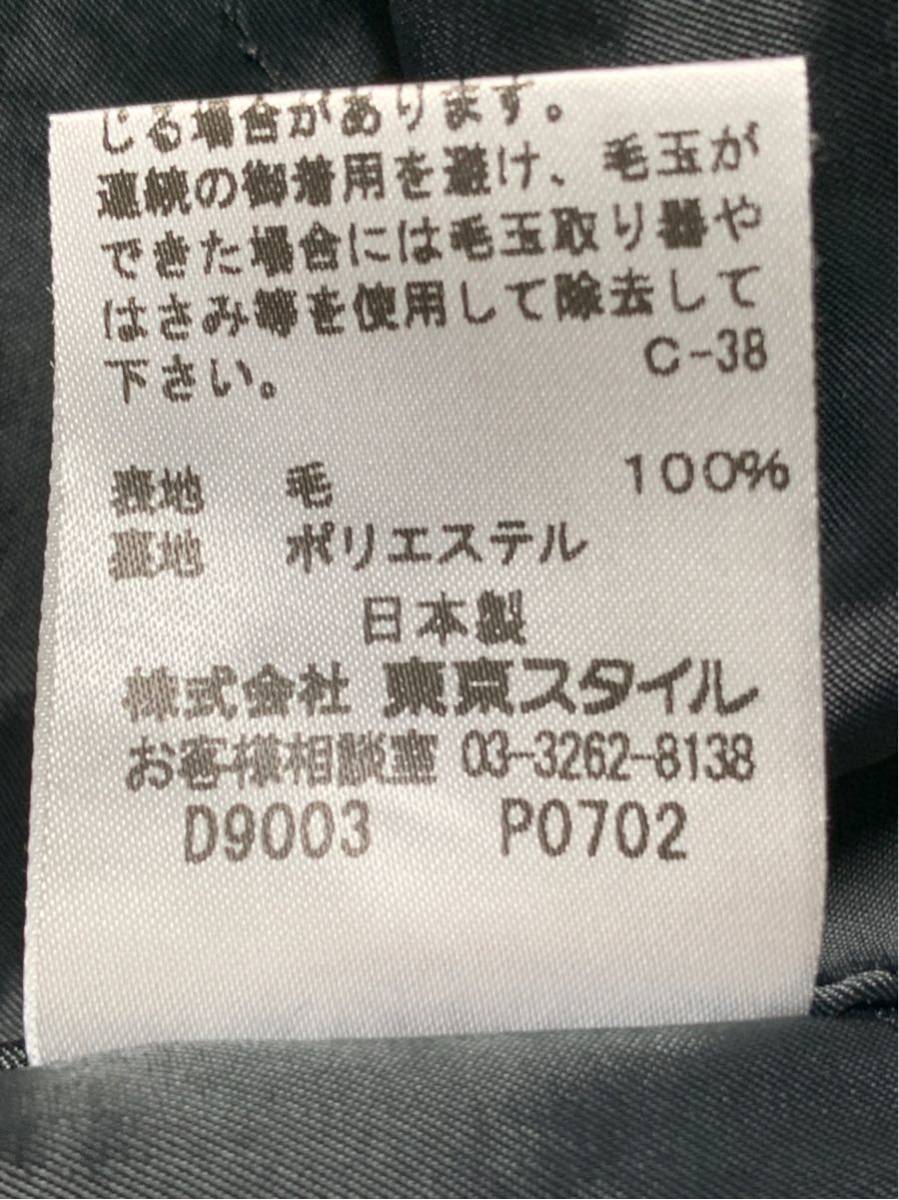 じる場合があります。
連続の御着用を避け、毛玉が
できた場合には毛玉取り器や
はさみ等を使用して除去して
下さい。 C-38
表地 毛 100%
裏地 ポリエステル
日本製
株式会社 東京スタイル
お客様相談室 03-3262-8138
D9003 P0702